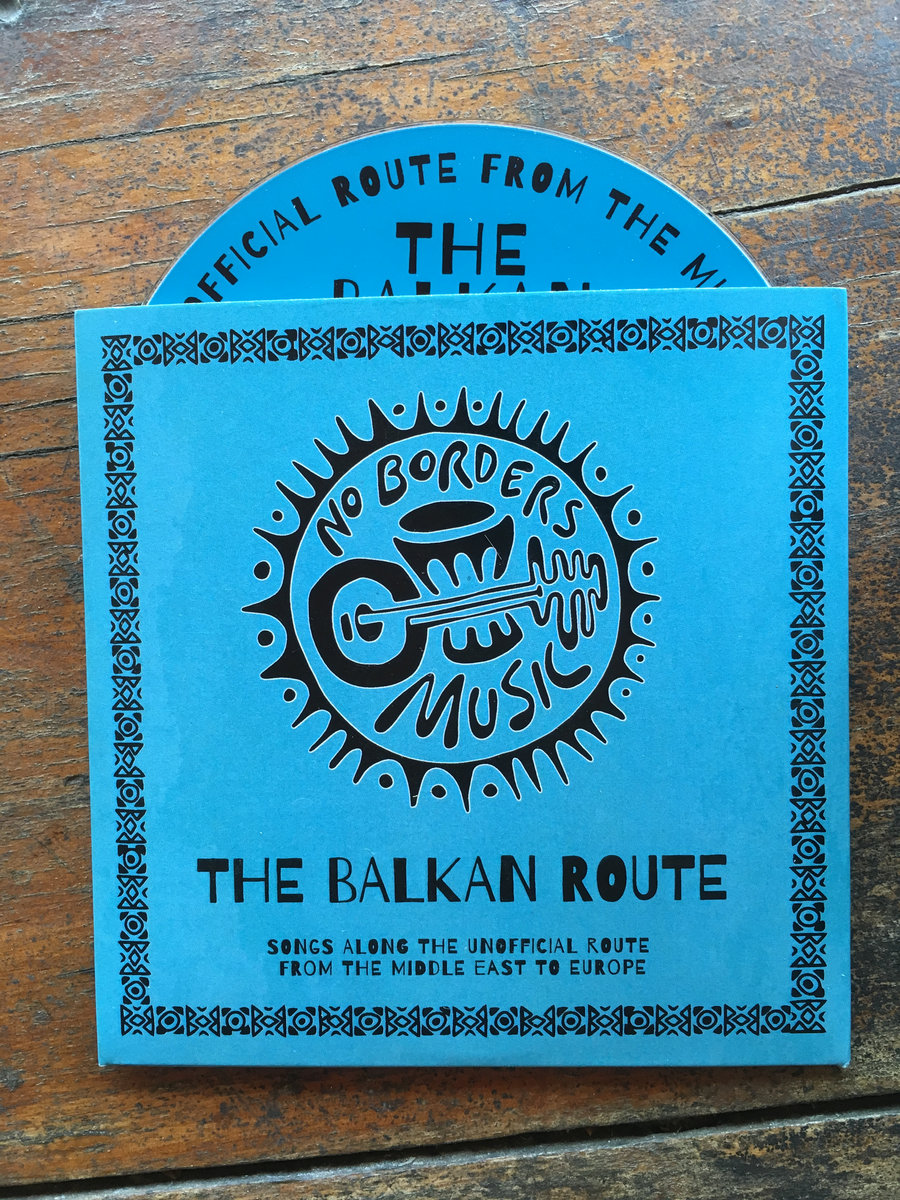 OFFICIAL ROUTE FROM THE
THE
BALKAN
NO BORDERS
MUSIC
THE BALKAN ROUTE
SONGS ALONG THE UNOFFICIAL ROUTE
FROM THE MIDDLE EAST TO EUROPE